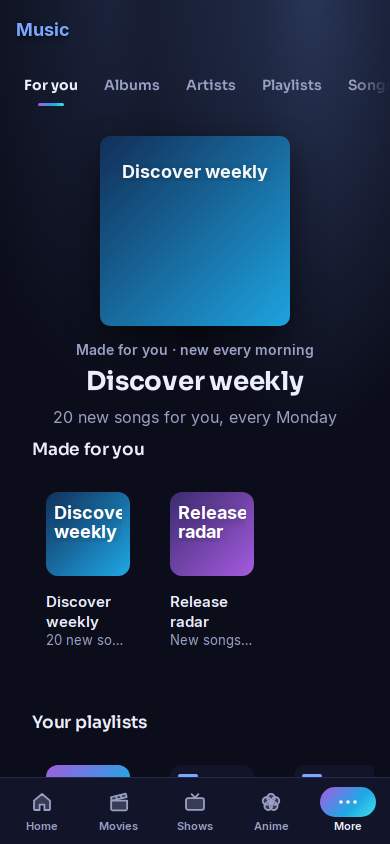 Music
For you Albums Artists Playlists Song
Discover weekly
Made for you · new every morning
Discover weekly
20 new songs for you, every Monday
Made for you
Discove
weekly
Release
radar
Discover
weekly
20 new so...
Release
radar
New songs...
Your playlists
Home Movies Shows Anime More